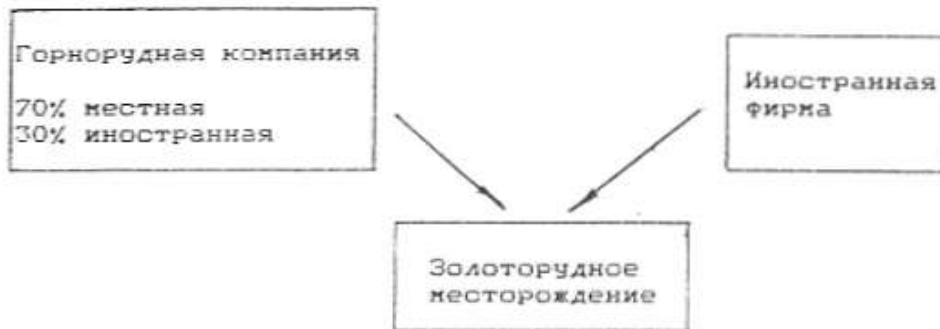 Горнорудная компания
70% местная
30% иностранная
Иностранная
фирма
Золоторудное
месторождение